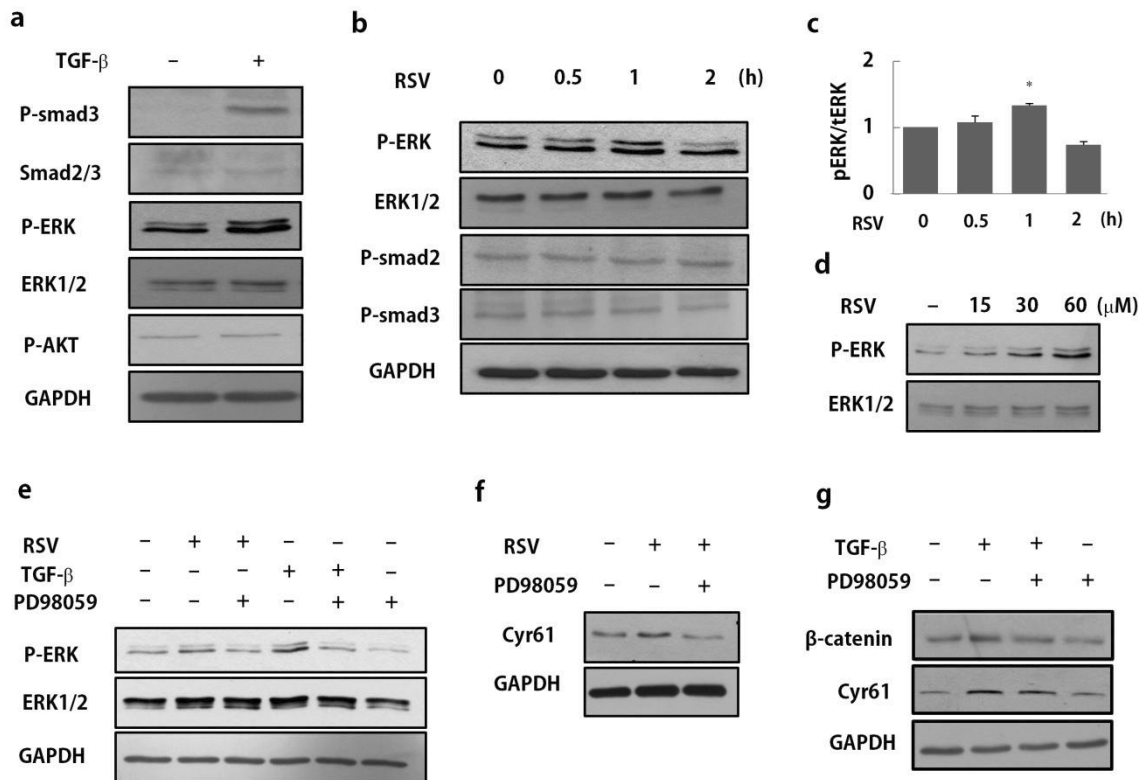 a
TGF-β – +
P-smad3
Smad2/3
P-ERK
ERK1/2
P-AKT
GAPDH
b
RSV 0 0.5 1 2 (h)
P-ERK
ERK1/2
P-smad2
P-smad3
GAPDH
c
pERK/tERK
2
1
0
*
RSV 0 0.5 1 2 (h)
d
RSV – 15 30 60 (μM)
P-ERK
ERK1/2
e
RSV – + + – – –
TGF-β – – – + + –
PD98059 – – + – + +
P-ERK
ERK1/2
GAPDH
f
RSV – + +
PD98059 – – +
Cyr61
GAPDH
g
TGF-β – + + –
PD98059 – – + +
β-catenin
Cyr61
GAPDH